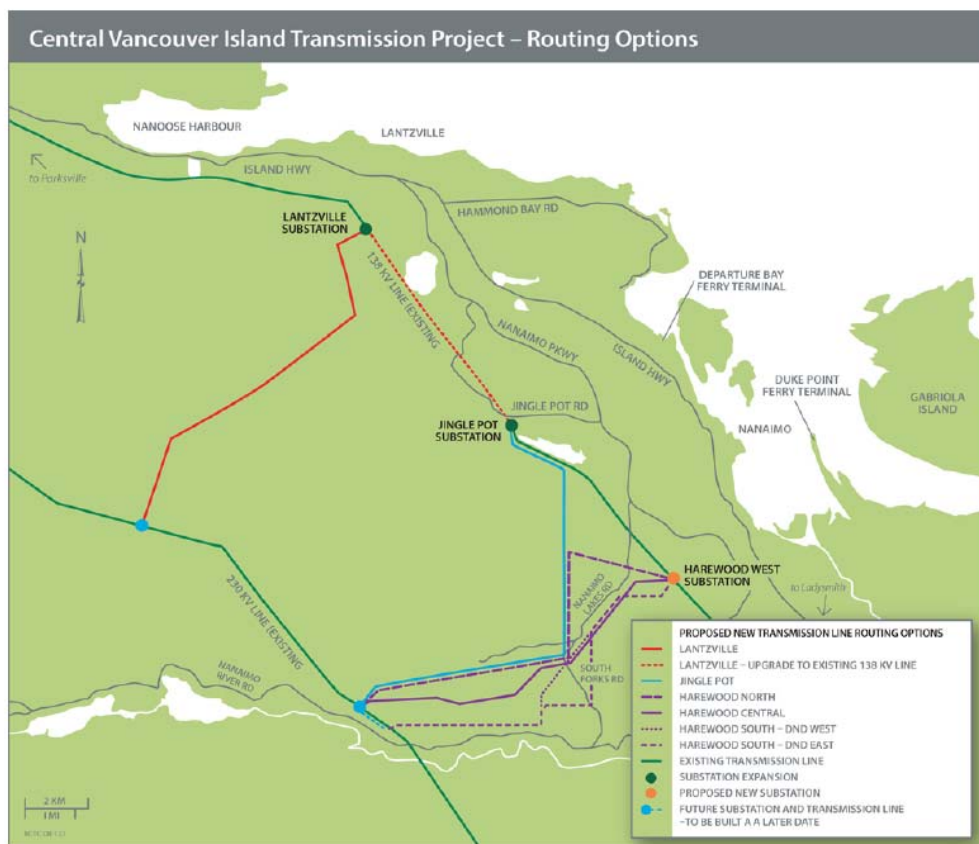 Central Vancouver Island Transmission Project – Routing Options
NANOOSE HARBOUR
LANTZVILLE
to Parksville
ISLAND HWY
HAMMOND BAY RD
LANTZVILLE
SUBSTATION
N
138 KV LINE (EXISTING
DEPARTURE BAY
FERRY TERMINAL
NANAIMO PKWY
ISLAND HWY
DUKE POINT
FERRY TERMINAL
GABRIOLA
ISLAND
JINGLE POT RD
JINGLE POT
SUBSTATION
NANAIMO
HAREWOOD WEST
SUBSTATION
NANAIMO
LAKES RD
to Ladysmith
230 KV LINE (EXISTING
SOUTH
FORKS RD
NANAIMO
RIVER RD
PROPOSED NEW TRANSMISSION LINE ROUTING OPTIONS
LANTZVILLE
LANTZVILLE – UPGRADE TO EXISTING 138 KV LINE
JINGLE POT
HAREWOOD NORTH
HAREWOOD CENTRAL
HAREWOOD SOUTH – DND WEST
HAREWOOD SOUTH – DND EAST
EXISTING TRANSMISSION LINE
SUBSTATION EXPANSION
PROPOSED NEW SUBSTATION
FUTURE SUBSTATION AND TRANSMISSION LINE
–TO BE BUILT A A LATER DATE
2 KM
1 MI